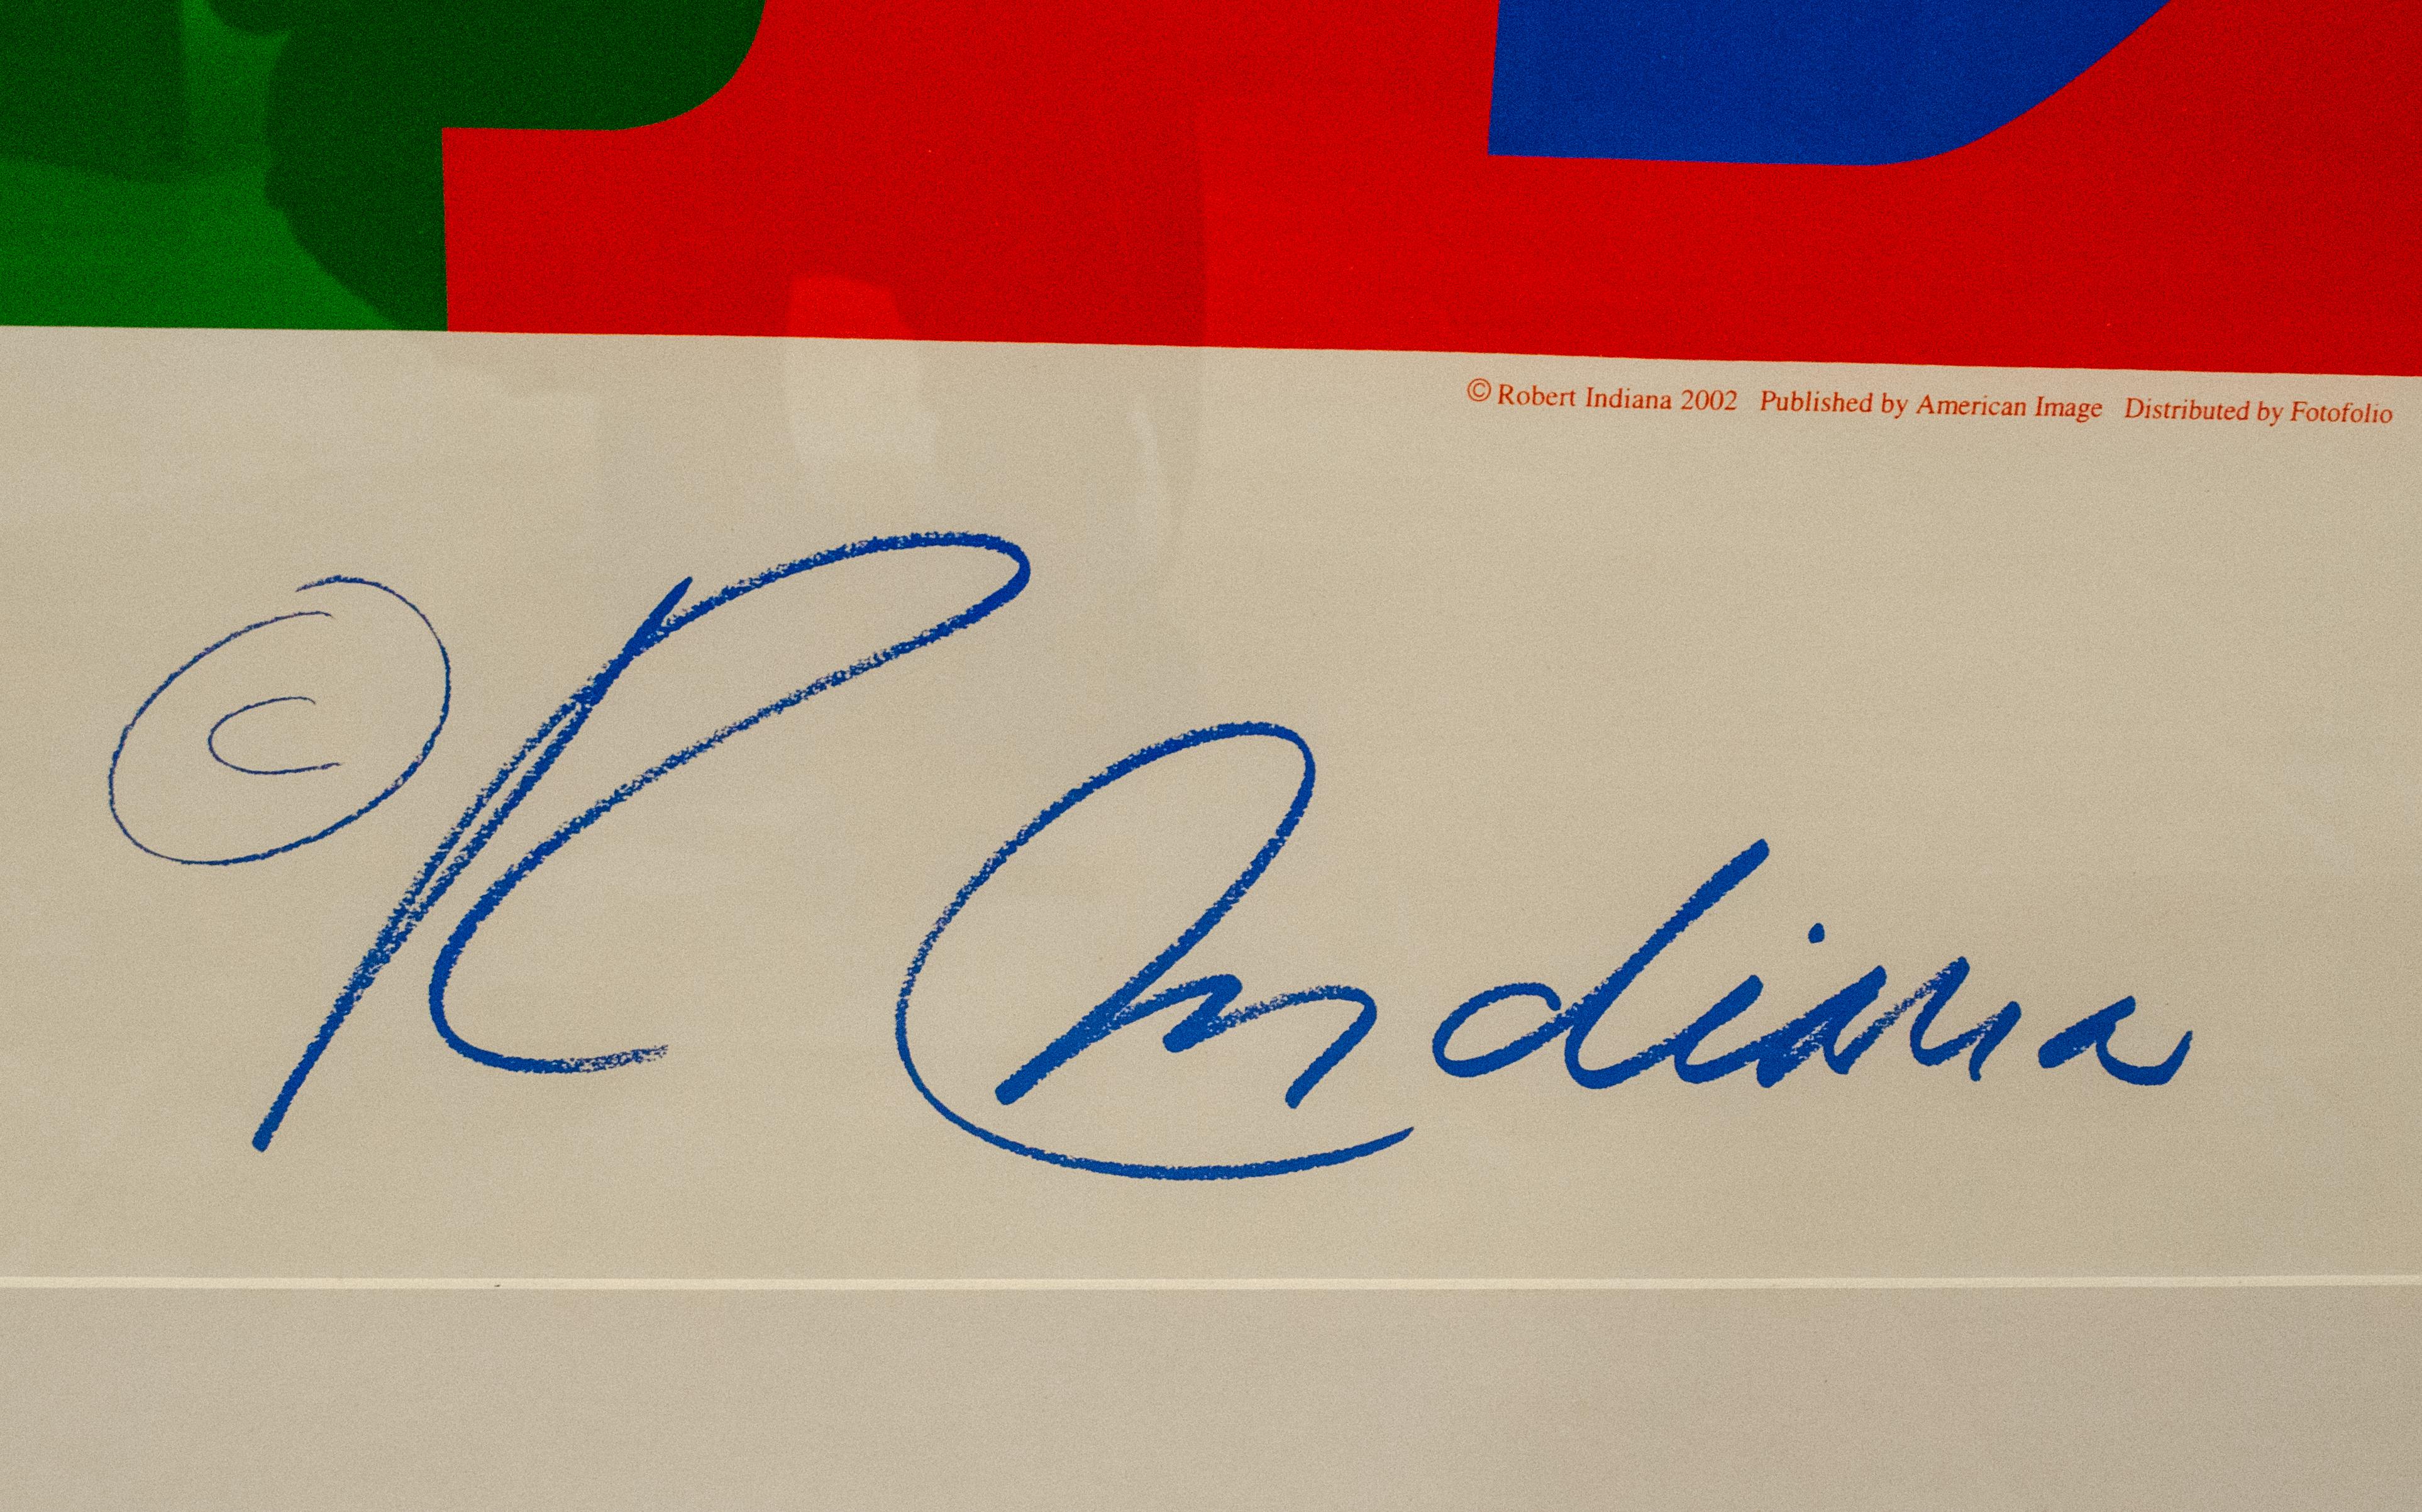 © Robert Indiana 2002 Published by American Image Distributed by Fotofolio
© R Indiana